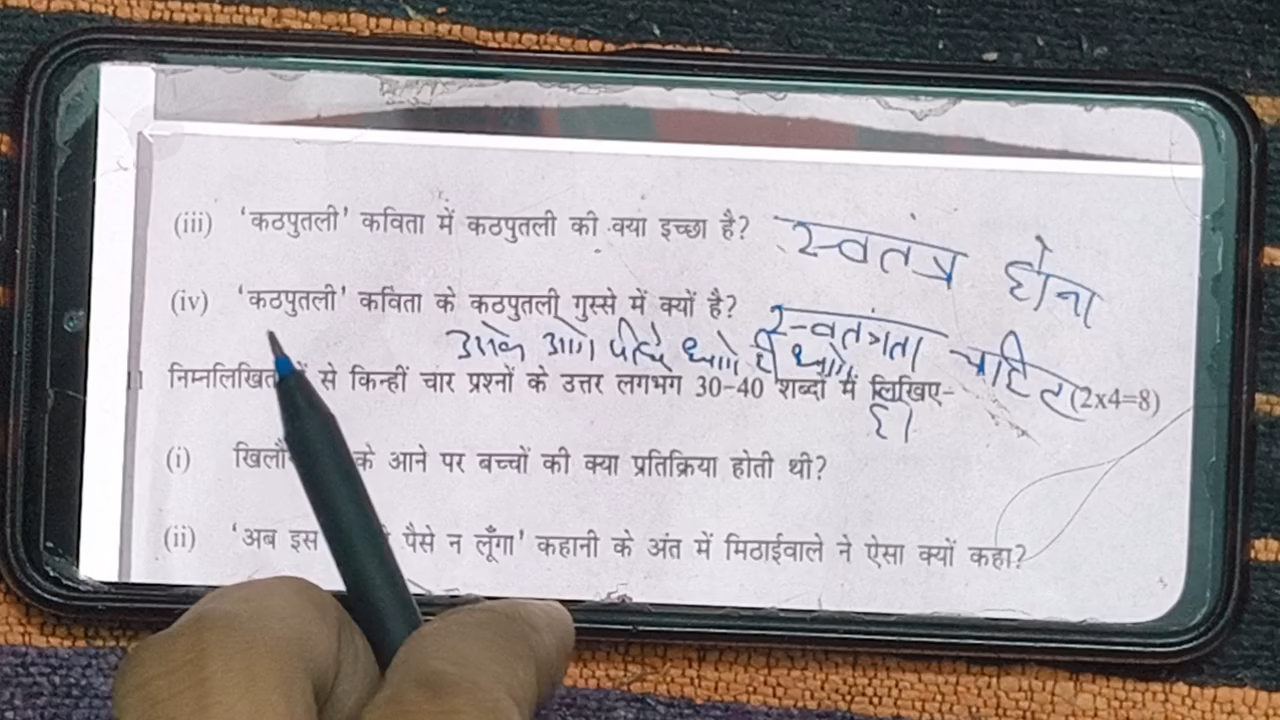 (iii) 'कठपुतली' कविता में कठपुतली की क्या इच्छा है? स्वतंत्र होना
(iv) 'कठपुतली' कविता के कठपुतली गुस्से में क्यों है? स्वतंत्रता चाहिए
उसके आगे पीछे धागे ही धागे
है।
निम्नलिखित में से किन्हीं चार प्रश्नों के उत्तर लगभग 30-40 शब्दों में लिखिए- (2x4=8)
(i) के आने पर बच्चों की क्या प्रतिक्रिया होती थी?
(ii) 'अब इस पैसे न लूँगा' कहानी के अंत में मिठाईवाले ने ऐसा क्यों कहा?